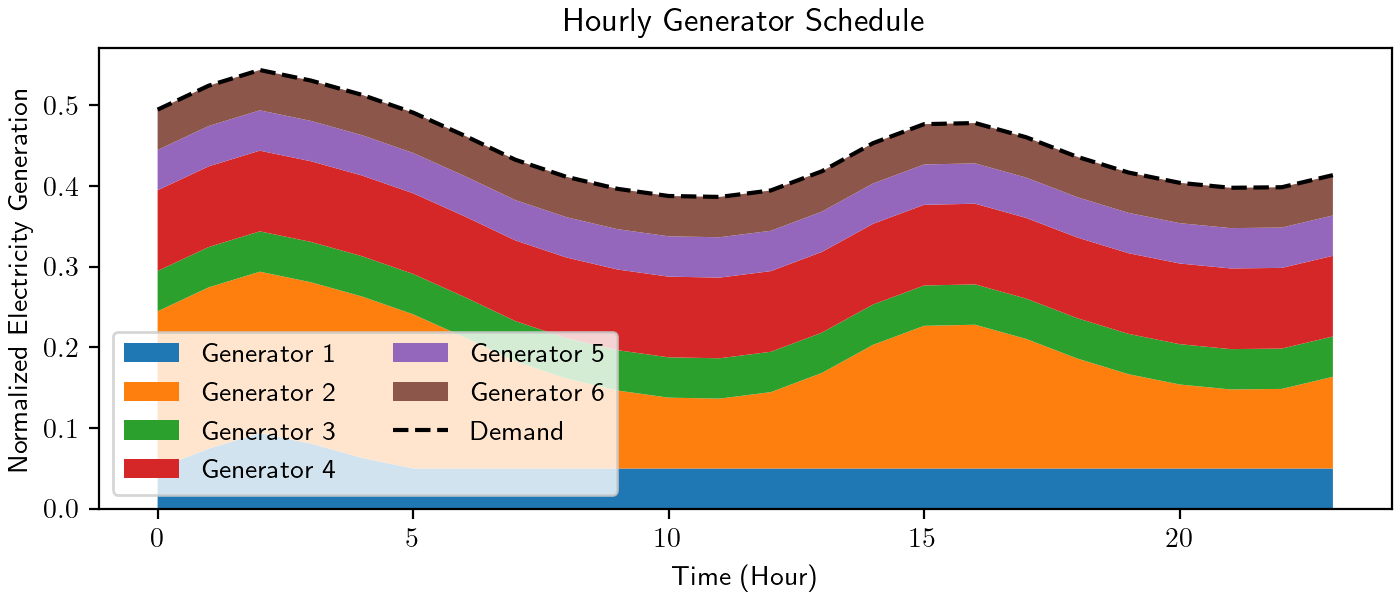 Hourly Generator Schedule
Normalized Electricity Generation
0.5
0.4
0.3
0.2
0.1
0.0
Generator 1
Generator 2
Generator 3
Generator 4
Generator 5
Generator 6
Demand
0
5
10
15
20
Time (Hour)